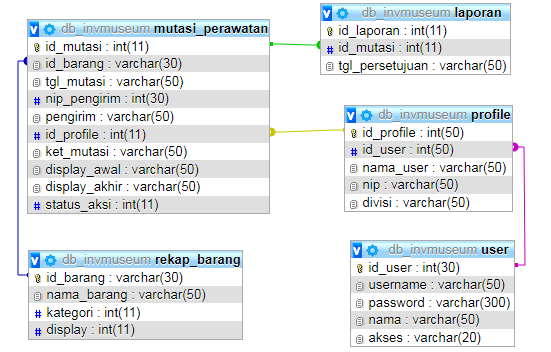 db_invmuseum mutasi_perawatan
id_mutasi : int(11)
id_barang : varchar(30)
tgl_mutasi : varchar(50)
nip_pengirim : int(30)
pengirim : varchar(50)
id_profile : int(11)
ket_mutasi : varchar(50)
display_awal : varchar(50)
display_akhir : varchar(50)
status_aksi : int(11)
db_invmuseum laporan
id_laporan : int(11)
id_mutasi : int(11)
tgl_persetujuan : varchar(50)
db_invmuseum profile
id_profile : int(50)
id_user : int(50)
nama_user : varchar(50)
nip : varchar(50)
divisi : varchar(50)
db_invmuseum rekap_barang
id_barang : varchar(30)
nama_barang : varchar(50)
kategori : int(11)
display : int(11)
db_invmuseum user
id_user : int(30)
username : varchar(50)
password : varchar(300)
nama : varchar(50)
akses : varchar(20)